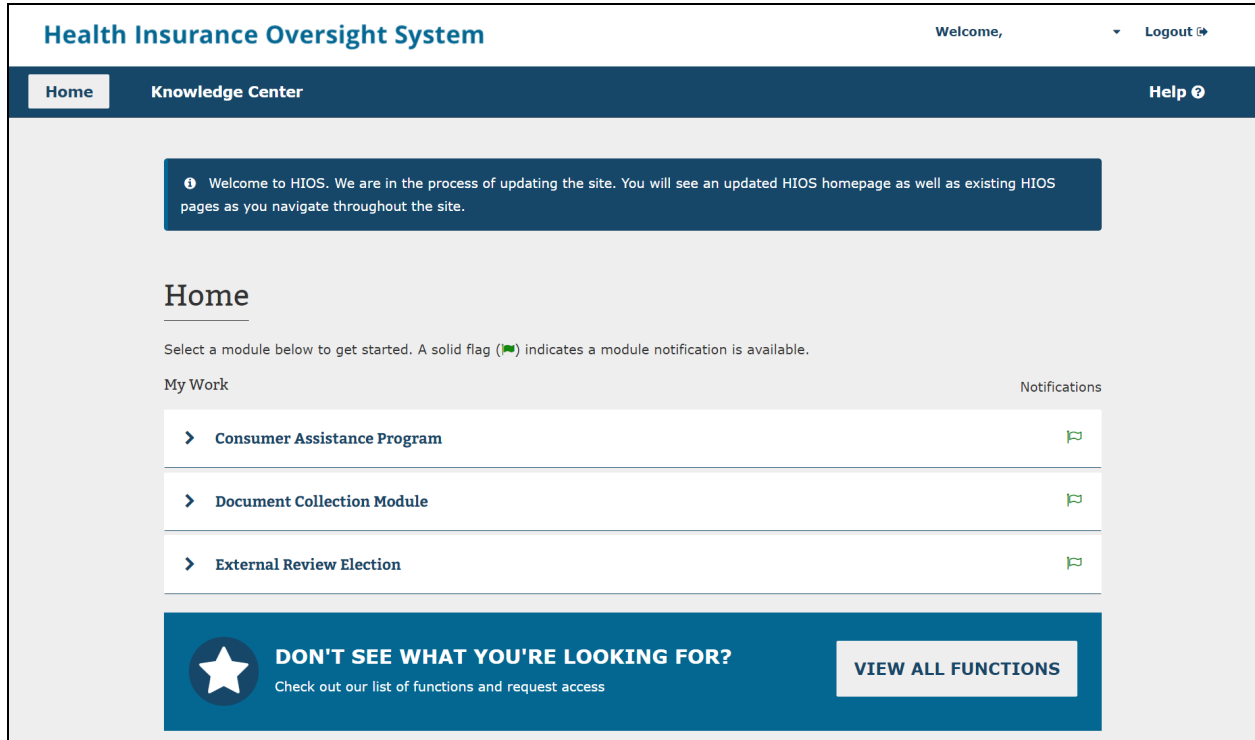 Health Insurance Oversight System
Welcome,
Logout
Home
Knowledge Center
Help
Welcome to HIOS. We are in the process of updating the site. You will see an updated HIOS homepage as well as existing HIOS
pages as you navigate throughout the site.
Home
Select a module below to get started. A solid flag ( ) indicates a module notification is available.
My Work
Notifications
Consumer Assistance Program
Document Collection Module
External Review Election
DON'T SEE WHAT YOU'RE LOOKING FOR?
Check out our list of functions and request access
VIEW ALL FUNCTIONS